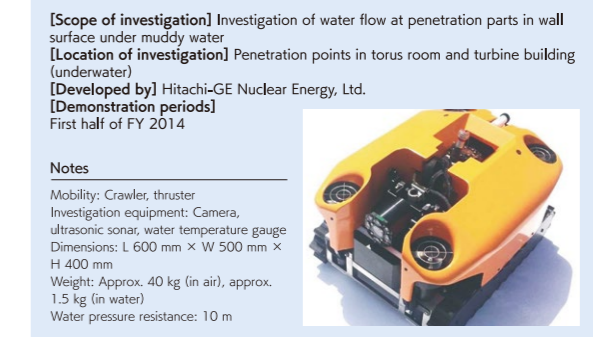 [Scope of investigation] Investigation of water flow at penetration parts in wall
surface under muddy water
[Location of investigation] Penetration points in torus room and turbine building
(underwater)
[Developed by] Hitachi-GE Nuclear Energy, Ltd.
[Demonstration periods]
First half of FY 2014
Notes
Mobility: Crawler, thruster
Investigation equipment: Camera,
ultrasonic sonar, water temperature gauge
Dimensions: L 600 mm × W 500 mm ×
H 400 mm
Weight: Approx. 40 kg (in air), approx.
1.5 kg (in water)
Water pressure resistance: 10 m